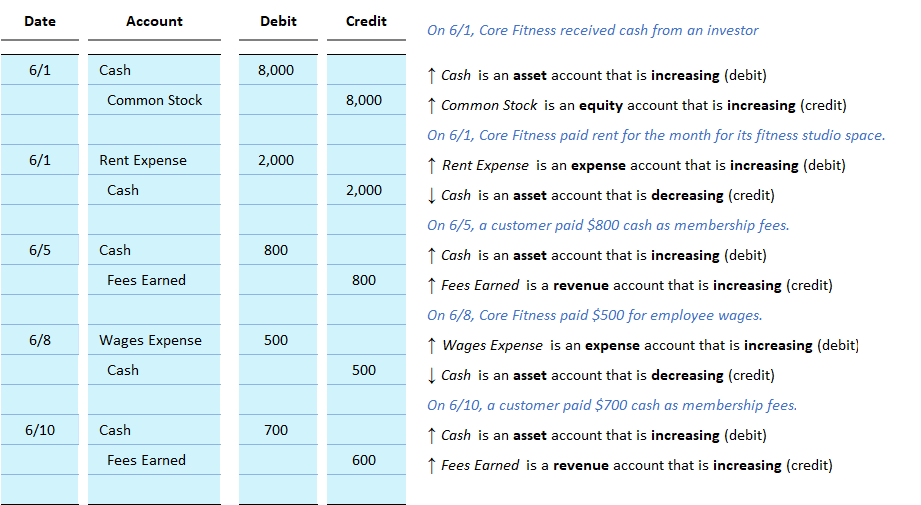 Date Account Debit Credit
On 6/1, Core Fitness received cash from an investor
6/1 Cash 8,000 ↑ Cash is an asset account that is increasing (debit)
Common Stock 8,000 ↑ Common Stock is an equity account that is increasing (credit)
On 6/1, Core Fitness paid rent for the month for its fitness studio space.
6/1 Rent Expense 2,000 ↑ Rent Expense is an expense account that is increasing (debit)
Cash 2,000 ↓ Cash is an asset account that is decreasing (credit)
On 6/5, a customer paid $800 cash as membership fees.
6/5 Cash 800 ↑ Cash is an asset account that is increasing (debit)
Fees Earned 800 ↑ Fees Earned is a revenue account that is increasing (credit)
On 6/8, Core Fitness paid $500 for employee wages.
6/8 Wages Expense 500 ↑ Wages Expense is an expense account that is increasing (debit)
Cash 500 ↓ Cash is an asset account that is decreasing (credit)
On 6/10, a customer paid $700 cash as membership fees.
6/10 Cash 700 ↑ Cash is an asset account that is increasing (debit)
Fees Earned 600 ↑ Fees Earned is a revenue account that is increasing (credit)